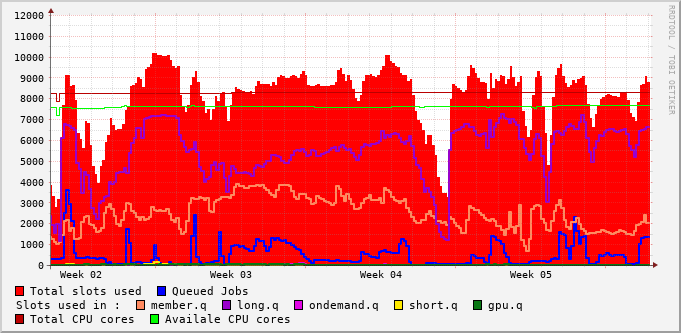 12000
11000
10000
9000
8000
7000
6000
5000
4000
3000
2000
1000
0
Week 02 Week 03 Week 04 Week 05
RRDTOOL / TOBI OETIKER
Total slots used Queued Jobs
Slots used in : member.q long.q ondemand.q short.q gpu.q
Total CPU cores Availale CPU cores